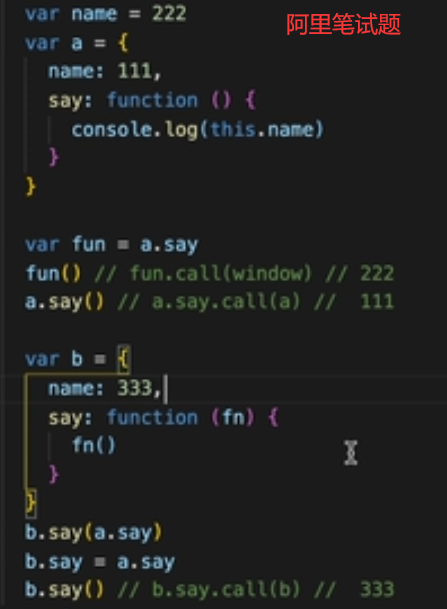 var name = 222
阿里笔试题
var a = {
  name: 111,
  say: function () {
    console.log(this.name)
  }
}

var fun = a.say
fun() // fun.call(window) // 222
a.say() // a.say.call(a) //  111

var b = {
  name: 333,
  say: function (fn) {
    fn()
  }
}
b.say(a.say)
b.say = a.say
b.say() // b.say.call(b) //  333